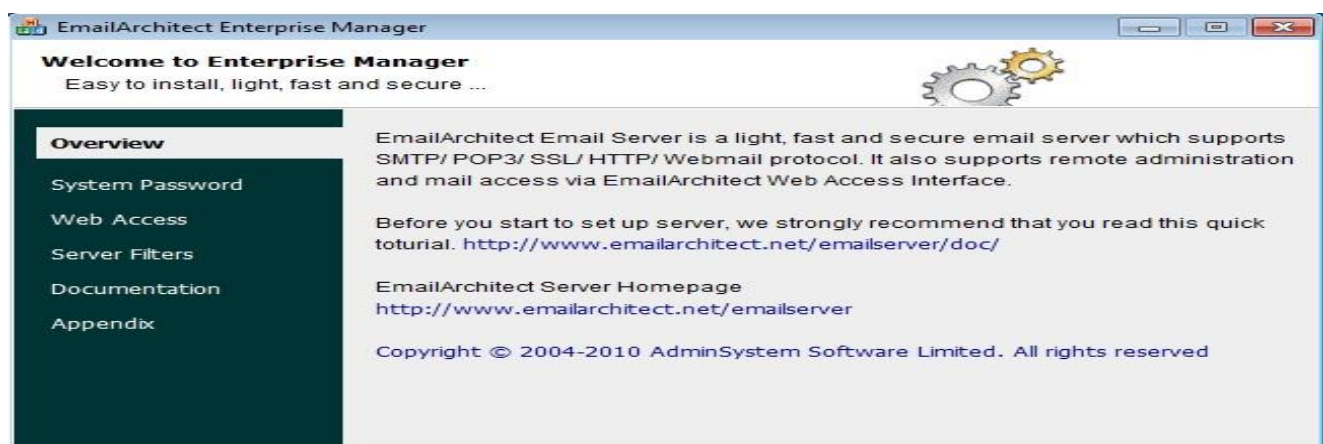 EmailArchitect Enterprise Manager
Welcome to Enterprise Manager
Easy to install, light, fast and secure ...
Overview
System Password
Web Access
Server Filters
Documentation
Appendix
EmailArchitect Email Server is a light, fast and secure email server which supports
SMTP/ POP3/ SSL/ HTTP/ Webmail protocol. It also supports remote administration
and mail access via EmailArchitect Web Access Interface.
Before you start to set up server, we strongly recommend that you read this quick
toturial. http://www.emailarchitect.net/emailserver/doc/
EmailArchitect Server Homepage
http://www.emailarchitect.net/emailserver
Copyright © 2004-2010 AdminSystem Software Limited. All rights reserved